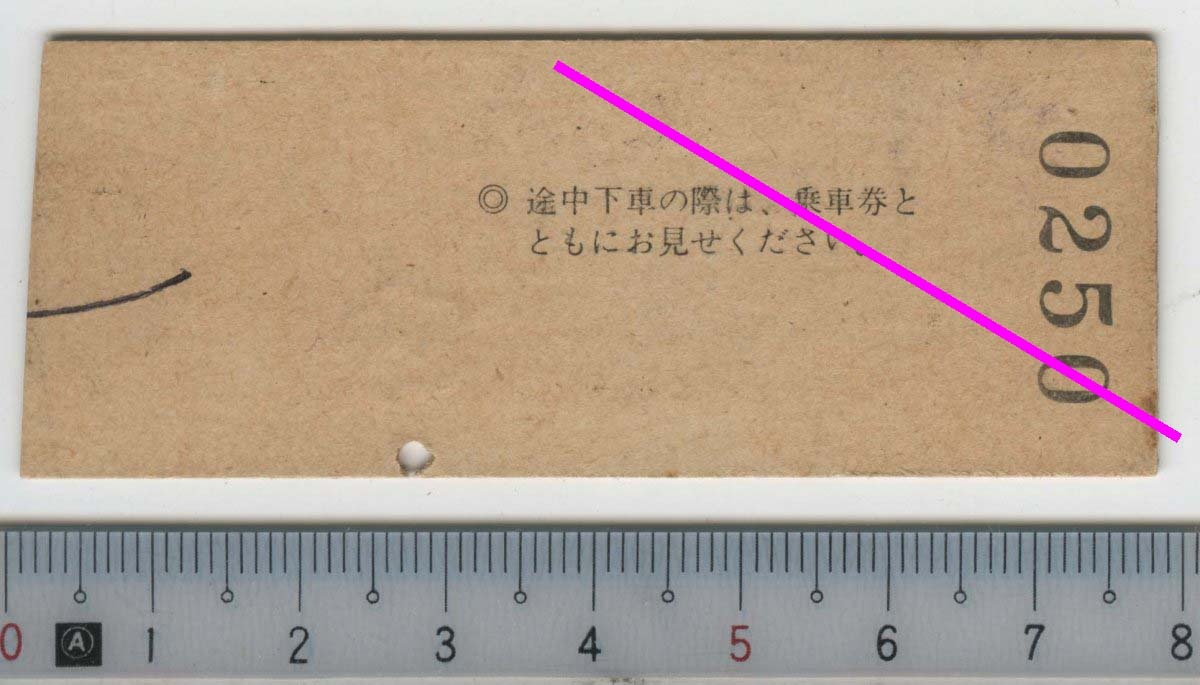 ◎ 途中下車の際は、乗車券と
ともにお見せください。
0250
0 A 1 2 3 4 5 6 7 8